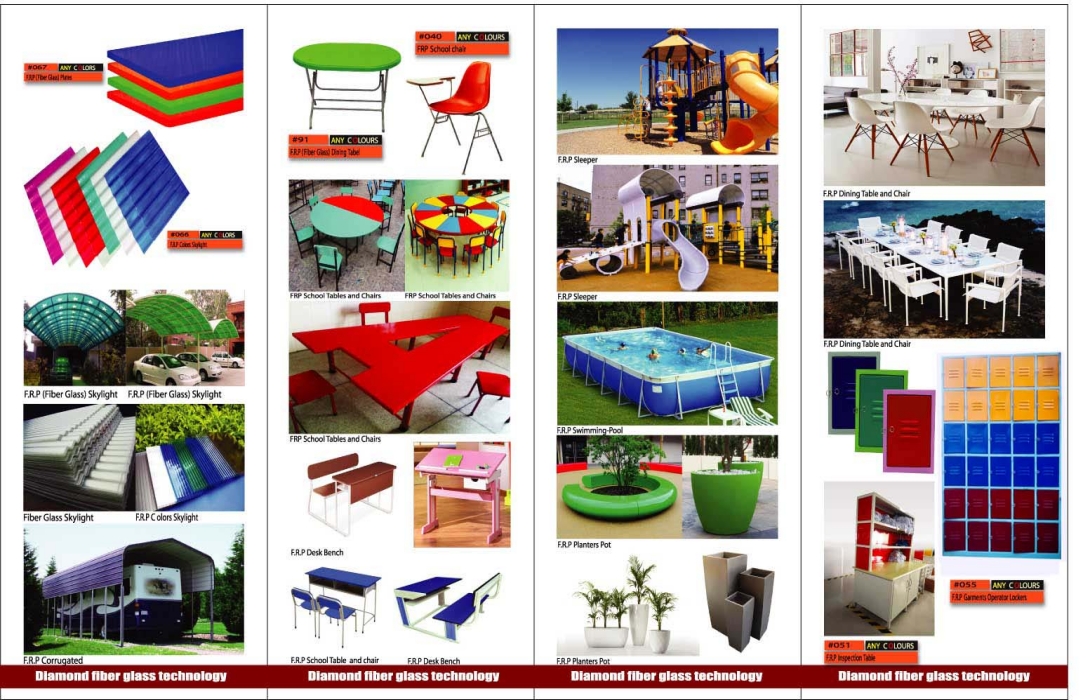 #067 ANY COLORS
F.R.P (Fiber Glass) Plates
#066 ANY COLORS
F.R.P Colors Skylight
F.R.P (Fiber Glass) Skylight
F.R.P (Fiber Glass) Skylight
Fiber Glass Skylight
F.R.P C olors Skylight
F.R.P Corrugated
Diamond fiber glass technology
#040 ANY COLOURS
FRP School chair
#91 ANY COLOURS
F.R.P (Fiber Glass) Dining Tabel
FRP School Tables and Chairs
FRP School Tables and Chairs
FRP School Tables and Chairs
F.R.P Desk Bench
F.R.P School Table and chair
F.R.P Desk Bench
Diamond fiber glass technology
F.R.P Sleeper
F.R.P Sleeper
F.R.P Swimming-Pool
F.R.P Planters Pot
F.R.P Planters Pot
Diamond fiber glass technology
F.R.P Dining Table and Chair
F.R.P Dining Table and Chair
#055 ANY COLOURS
F.R.P Garments Operator Lockers
#051 ANY COLOURS
F.R.P Inspection Table
Diamond fiber glass technology